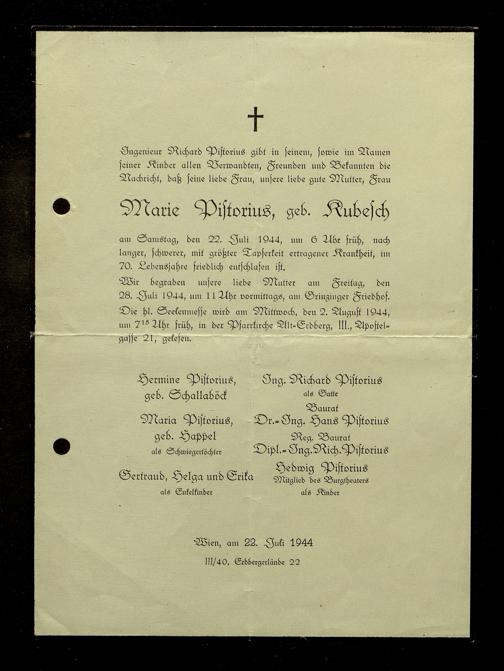 Ingenieur Richard Pistorius gibt in seinem, sowie im Namen
seiner Kinder allen Verwandten, Freunden und Bekannten die
Nachricht, daß seine liebe Frau, unsere liebe gute Mutter, Frau
Marie Pistorius, geb. Kubesch
am Samstag, den 22. Juli 1944, um 6 Uhr früh, nach
langer, schwerer, mit größter Tapferkeit ertragener Krankheit, im
70. Lebensjahre friedlich entschlafen ist.
Wir begraben unsere liebe Mutter am Freitag, den
28. Juli 1944, um 11 Uhr vormittags, am Grinzinger Friedhof.
Die hl. Seelenmesse wird am Mittwoch, den 2. August 1944,
um 7¹⁵ Uhr früh, in der Pfarrkirche Alt-Erdberg, III., Apostel-
gasse 21, gelesen.
Hermine Pistorius,
geb. Schallaböck
Maria Pistorius,
geb. Happel
als Schwiegertöchter
Gertraud, Helga und Erika
als Enkelkinder
Ing. Richard Pistorius
als Gatte
Baurat
Dr.-Ing. Hans Pistorius
Reg. Baurat
Dipl.-Ing.Rich.Pistorius
Hedwig Pistorius
Mitglied des Burgtheaters
als Kinder
Wien, am 22. Juli 1944
III/40, Erdbergerlände 22